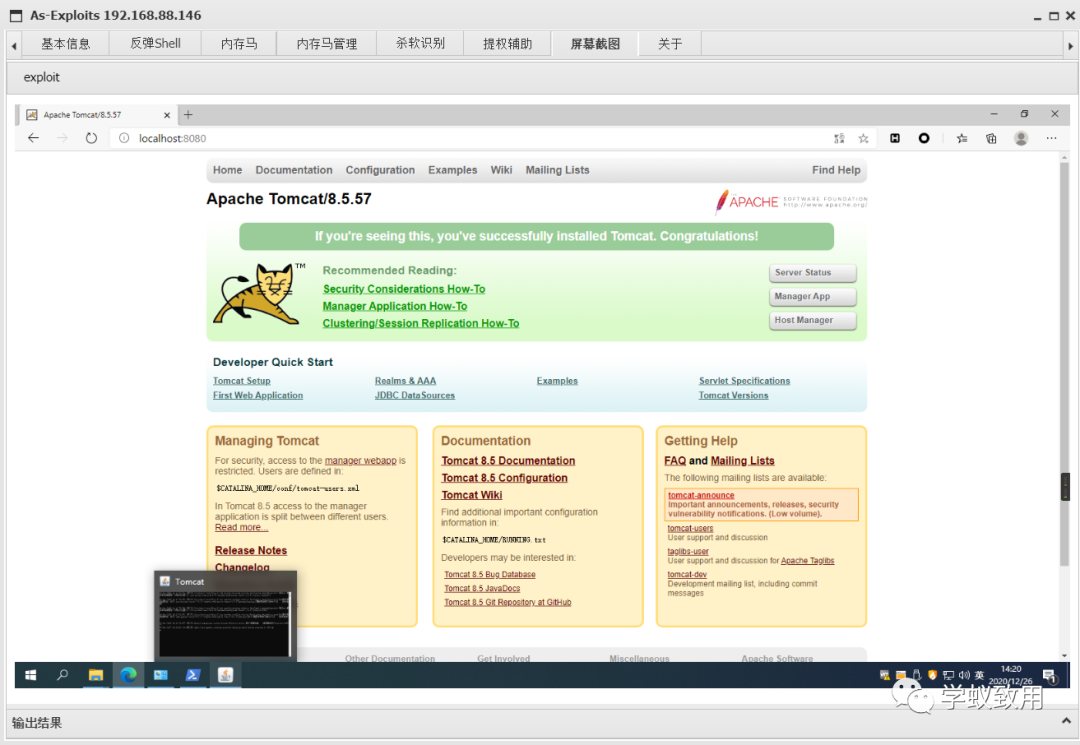 As-Exploits 192.168.88.146
基本信息 反弹Shell 内存马 内存马管理 杀软识别 提权辅助 屏幕截图 关于
exploit
Apache Tomcat/8.5.57
localhost:8080
Home Documentation Configuration Examples Wiki Mailing Lists Find Help
Apache Tomcat/8.5.57
APACHE SOFTWARE FOUNDATION
http://www.apache.org/
If you're seeing this, you've successfully installed Tomcat. Congratulations!
TM
Recommended Reading:
Security Considerations How-To
Manager Application How-To
Clustering/Session Replication How-To
Server Status
Manager App
Host Manager
Developer Quick Start
Tomcat Setup Realms & AAA Examples Servlet Specifications
First Web Application JDBC DataSources Tomcat Versions
Managing Tomcat
For security, access to the manager webapp is
restricted. Users are defined in:
$CATALINA_HOME/conf/tomcat-users.xml
In Tomcat 8.5 access to the manager
application is split between different users.
Read more...
Release Notes
Changelog
Documentation
Tomcat 8.5 Documentation
Tomcat 8.5 Configuration
Tomcat Wiki
Find additional important configuration
information in:
$CATALINA_HOME/RUNNING.txt
Developers may be interested in:
Tomcat 8.5 Bug Database
Tomcat 8.5 JavaDocs
Tomcat 8.5 Git Repository at GitHub
Getting Help
FAQ and Mailing Lists
The following mailing lists are available:
tomcat-announce
Important announcements, releases, security
vulnerability notifications. (Low volume).
tomcat-users
User support and discussion
taglibs-user
User support and discussion for Apache Taglibs
tomcat-dev
Development mailing list, including commit
messages
Tomcat
Other Documentation Get Involved Miscellaneous Apache Software
英
14:20
2020/12/26
1
学蚁致用
输出结果